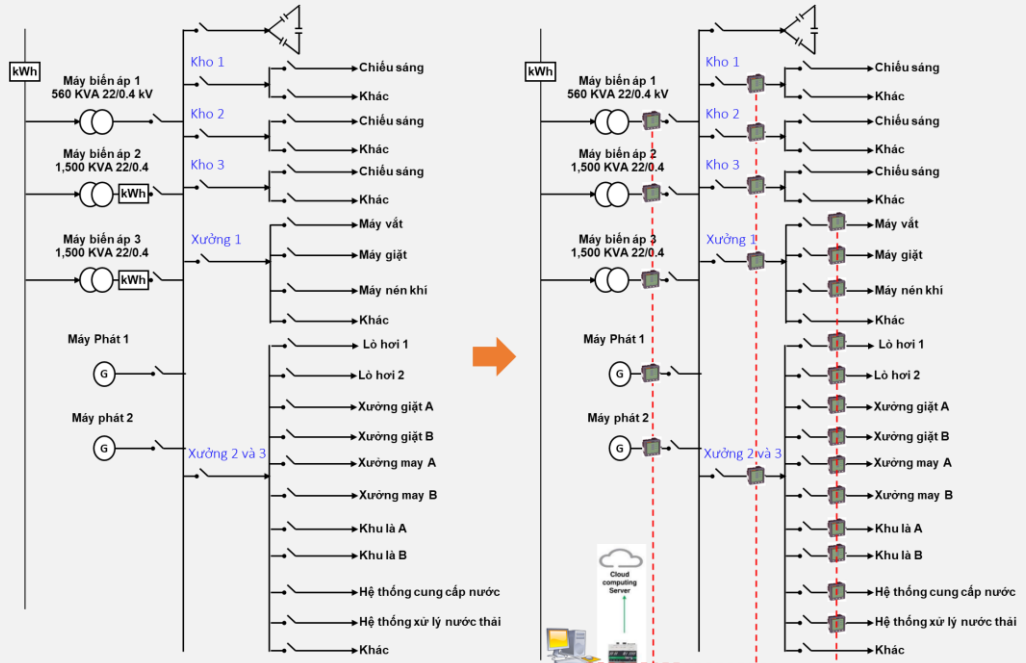 kWh
Máy biến áp 1
560 KVA 22/0.4 kV
Máy biến áp 2
1,500 KVA 22/0.4
kWh
Máy biến áp 3
1,500 KVA 22/0.4
kWh
Máy Phát 1
G
Máy phát 2
G
Kho 1
Chiếu sáng
Khác
Kho 2
Chiếu sáng
Khác
Kho 3
Chiếu sáng
Khác
Xưởng 1
Máy vắt
Máy giặt
Máy nén khí
Khác
Xưởng 2 và 3
Lò hơi 1
Lò hơi 2
Xưởng giặt A
Xưởng giặt B
Xưởng may A
Xưởng may B
Khu là A
Khu là B
Hệ thống cung cấp nước
Hệ thống xử lý nước thải
Khác
kWh
Máy biến áp 1
560 KVA 22/0.4 kV
Máy biến áp 2
1,500 KVA 22/0.4
Máy biến áp 3
1,500 KVA 22/0.4
Máy Phát 1
G
Máy phát 2
G
Kho 1
Chiếu sáng
Khác
Kho 2
Chiếu sáng
Khác
Kho 3
Chiếu sáng
Khác
Xưởng 1
Máy vắt
Máy giặt
Máy nén khí
Khác
Xưởng 2 và 3
Lò hơi 1
Lò hơi 2
Xưởng giặt A
Xưởng giặt B
Xưởng may A
Xưởng may B
Khu là A
Khu là B
Hệ thống cung cấp nước
Hệ thống xử lý nước thải
Khác
Cloud
computing
Server